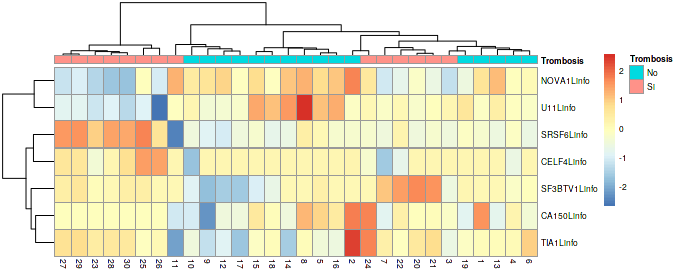 Trombosis
NOVA1Linfo
U11Linfo
SRSF6Linfo
CELF4Linfo
SF3BTV1Linfo
CA150Linfo
TIA1Linfo
27 29 23 28 30 25 26 11 10 9 12 17 15 18 14 8 5 16 2 24 7 22 20 21 3 19 1 13 4 6
2
1
0
-1
-2
Trombosis
No
SI